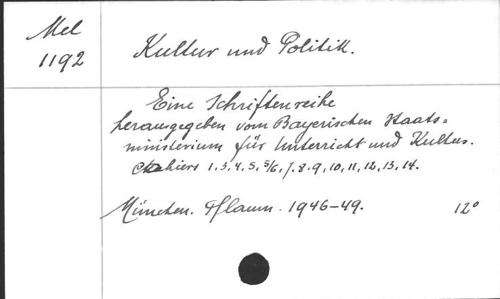 Mel
1192
Kultur und Politik.
Eine Schriftenreihe
herausgegeben vom Bayerischen Staats=
ministerium für Unterricht und Kultus.
Cahiers 1.3,4,5,5/6,7.8.9,10,11,12,13,14.
München. Pflaum. 1946-49. 12°